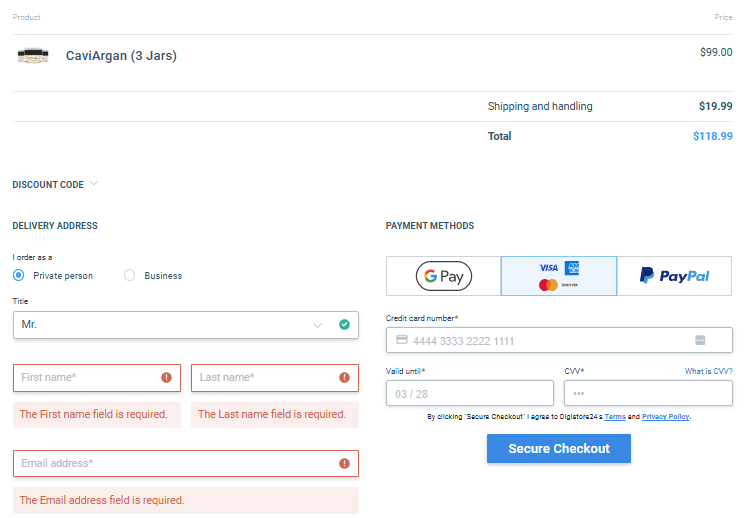 Product Price
CaviArgan (3 Jars) $99.00
Shipping and handling $19.99
Total $118.99
DISCOUNT CODE
DELIVERY ADDRESS
I order as a
Private person Business
Title
Mr.
First name* Last name*
The First name field is required. The Last name field is required.
Email address*
The Email address field is required.
PAYMENT METHODS
G Pay VISA AM EX DISCOVER PayPal
Credit card number*
4444 3333 2222 1111
Valid until* CVV* What is CVV?
03 / 28 ***
By clicking "Secure Checkout" I agree to Digistore24's Terms and Privacy Policy.
Secure Checkout